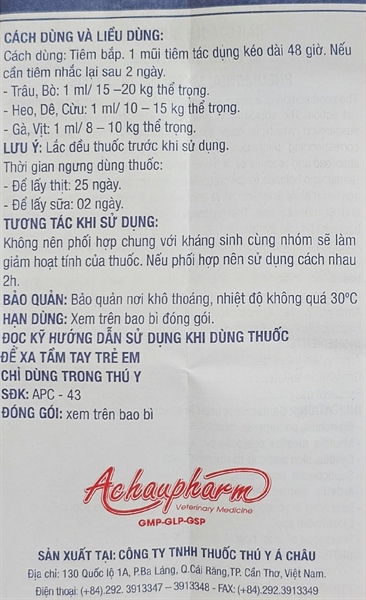 CÁCH DÙNG VÀ LIỀU DÙNG:
Cách dùng: Tiêm bắp. 1 mũi tiêm tác dụng kéo dài 48 giờ. Nếu
cần tiêm nhắc lại sau 2 ngày.
- Trâu, Bò: 1 ml/ 15 –20 kg thể trọng.
- Heo, Dê, Cừu: 1 ml/ 10 – 15 kg thể trọng.
- Gà, Vịt: 1 ml/ 8 – 10 kg thể trọng.
LƯU Ý: Lắc đều thuốc trước khi sử dụng.
Thời gian ngưng dùng thuốc:
- Để lấy thịt: 25 ngày.
- Để lấy sữa: 02 ngày.
TƯƠNG TÁC KHI SỬ DỤNG:
Không nên phối hợp chung với kháng sinh cùng nhóm sẽ làm
giảm hoạt tính của thuốc. Nếu phối hợp nên sử dụng cách nhau
2h.
BẢO QUẢN: Bảo quản nơi khô thoáng, nhiệt độ không quá 30ºC
HẠN DÙNG: Xem trên bao bì đóng gói.
ĐỌC KỸ HƯỚNG DẪN SỬ DỤNG KHI DÙNG THUỐC
ĐỂ XA TẦM TAY TRẺ EM
CHỈ DÙNG TRONG THÚ Y
SĐK: APC - 43
ĐÓNG GÓI: xem trên bao bì
Achaupharm
Veterinary Medicine
GMP-GLP-GSP
SẢN XUẤT TẠI: CÔNG TY TNHH THUỐC THÚ Y Á CHÂU
Địa chỉ: 130 Quốc lộ 1A, P.Ba Láng, Q.Cái Răng,TP. Cần Thơ, Việt Nam.
Điện thoại: (+84).292. 3913347 – 3913348 - FAX: (+84).292.3913349